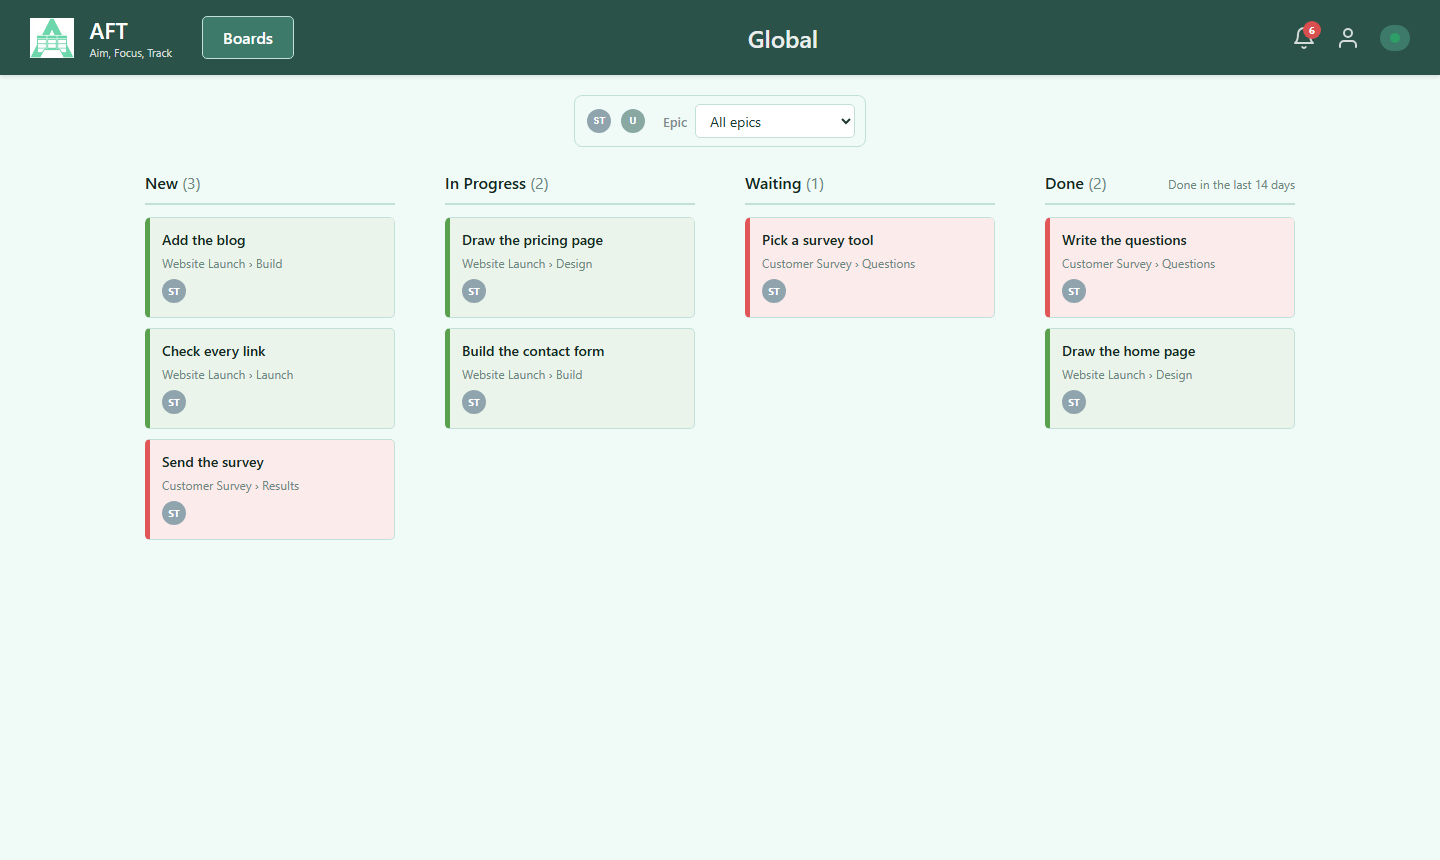 AFT
Aim, Focus, Track
Boards
Global
6
ST
U
Epic
All epics
New (3)
Add the blog
Website Launch › Build
ST
Check every link
Website Launch › Launch
ST
Send the survey
Customer Survey › Results
ST
In Progress (2)
Draw the pricing page
Website Launch › Design
ST
Build the contact form
Website Launch › Build
ST
Waiting (1)
Pick a survey tool
Customer Survey › Questions
ST
Done (2)
Done in the last 14 days
Write the questions
Customer Survey › Questions
ST
Draw the home page
Website Launch › Design
ST